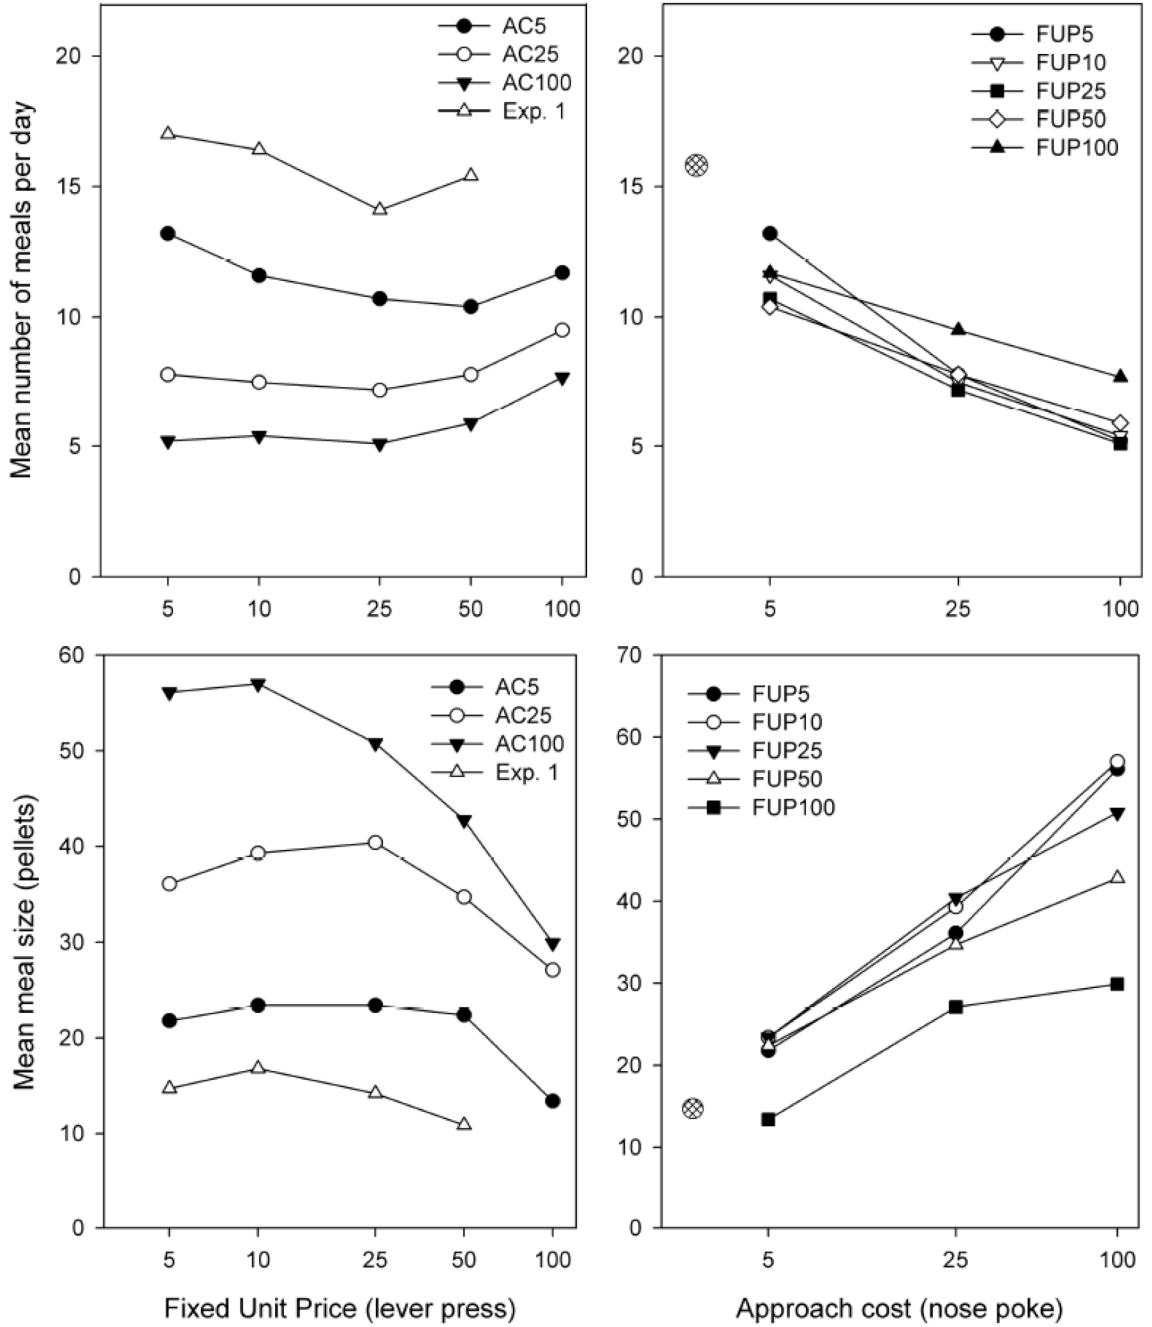 Mean number of meals per day
20
15
10
5
0
AC5
AC25
AC100
Exp. 1
5 10 25 50 100
20
15
10
5
0
FUP5
FUP10
FUP25
FUP50
FUP100
5 25 100
Mean meal size (pellets)
60
50
40
30
20
10
0
AC5
AC25
AC100
Exp. 1
5 10 25 50 100
Fixed Unit Price (lever press)
70
60
50
40
30
20
10
0
FUP5
FUP10
FUP25
FUP50
FUP100
5 25 100
Approach cost (nose poke)